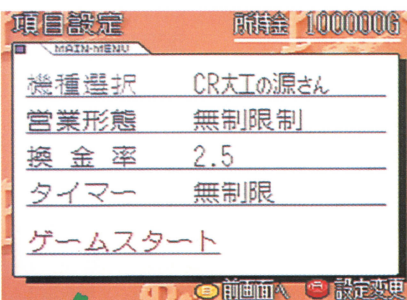 項目設定 所持金 100000G
MAIN-MENU
機種選択 CR大工の源さん
営業形態 無制限制
換金率 2.5
タイマー 無制限
ゲームスタート
前画面へ 設定変更